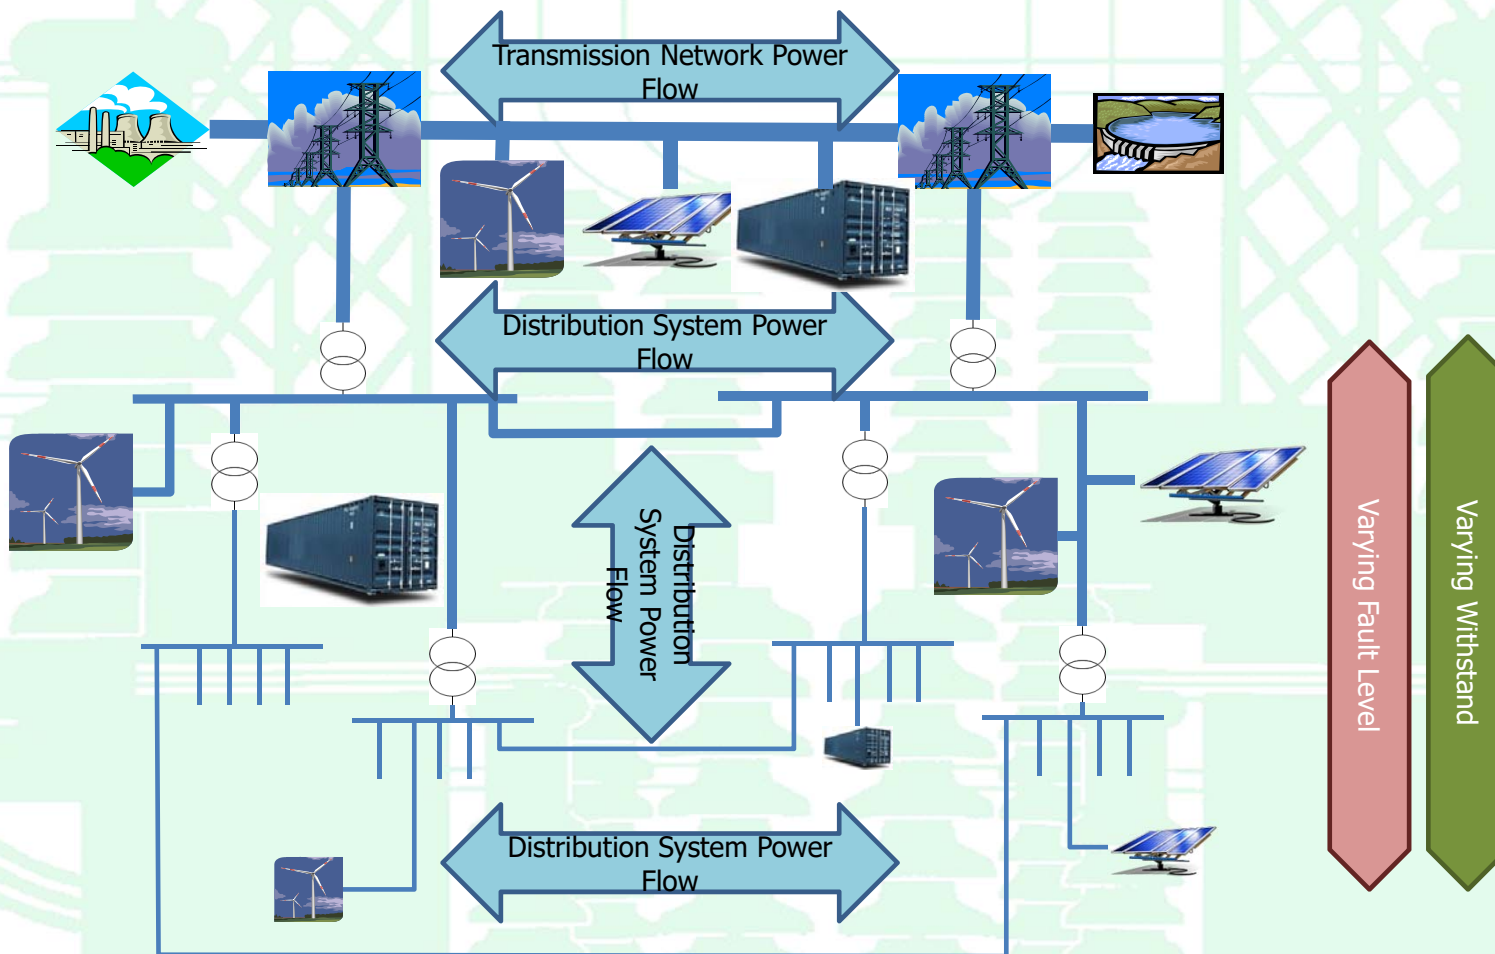 Transmission Network Power
Flow
Distribution System Power
Flow
Distribution
System Power
Flow
Varying Fault Level
Varying Withstand
Distribution System Power
Flow